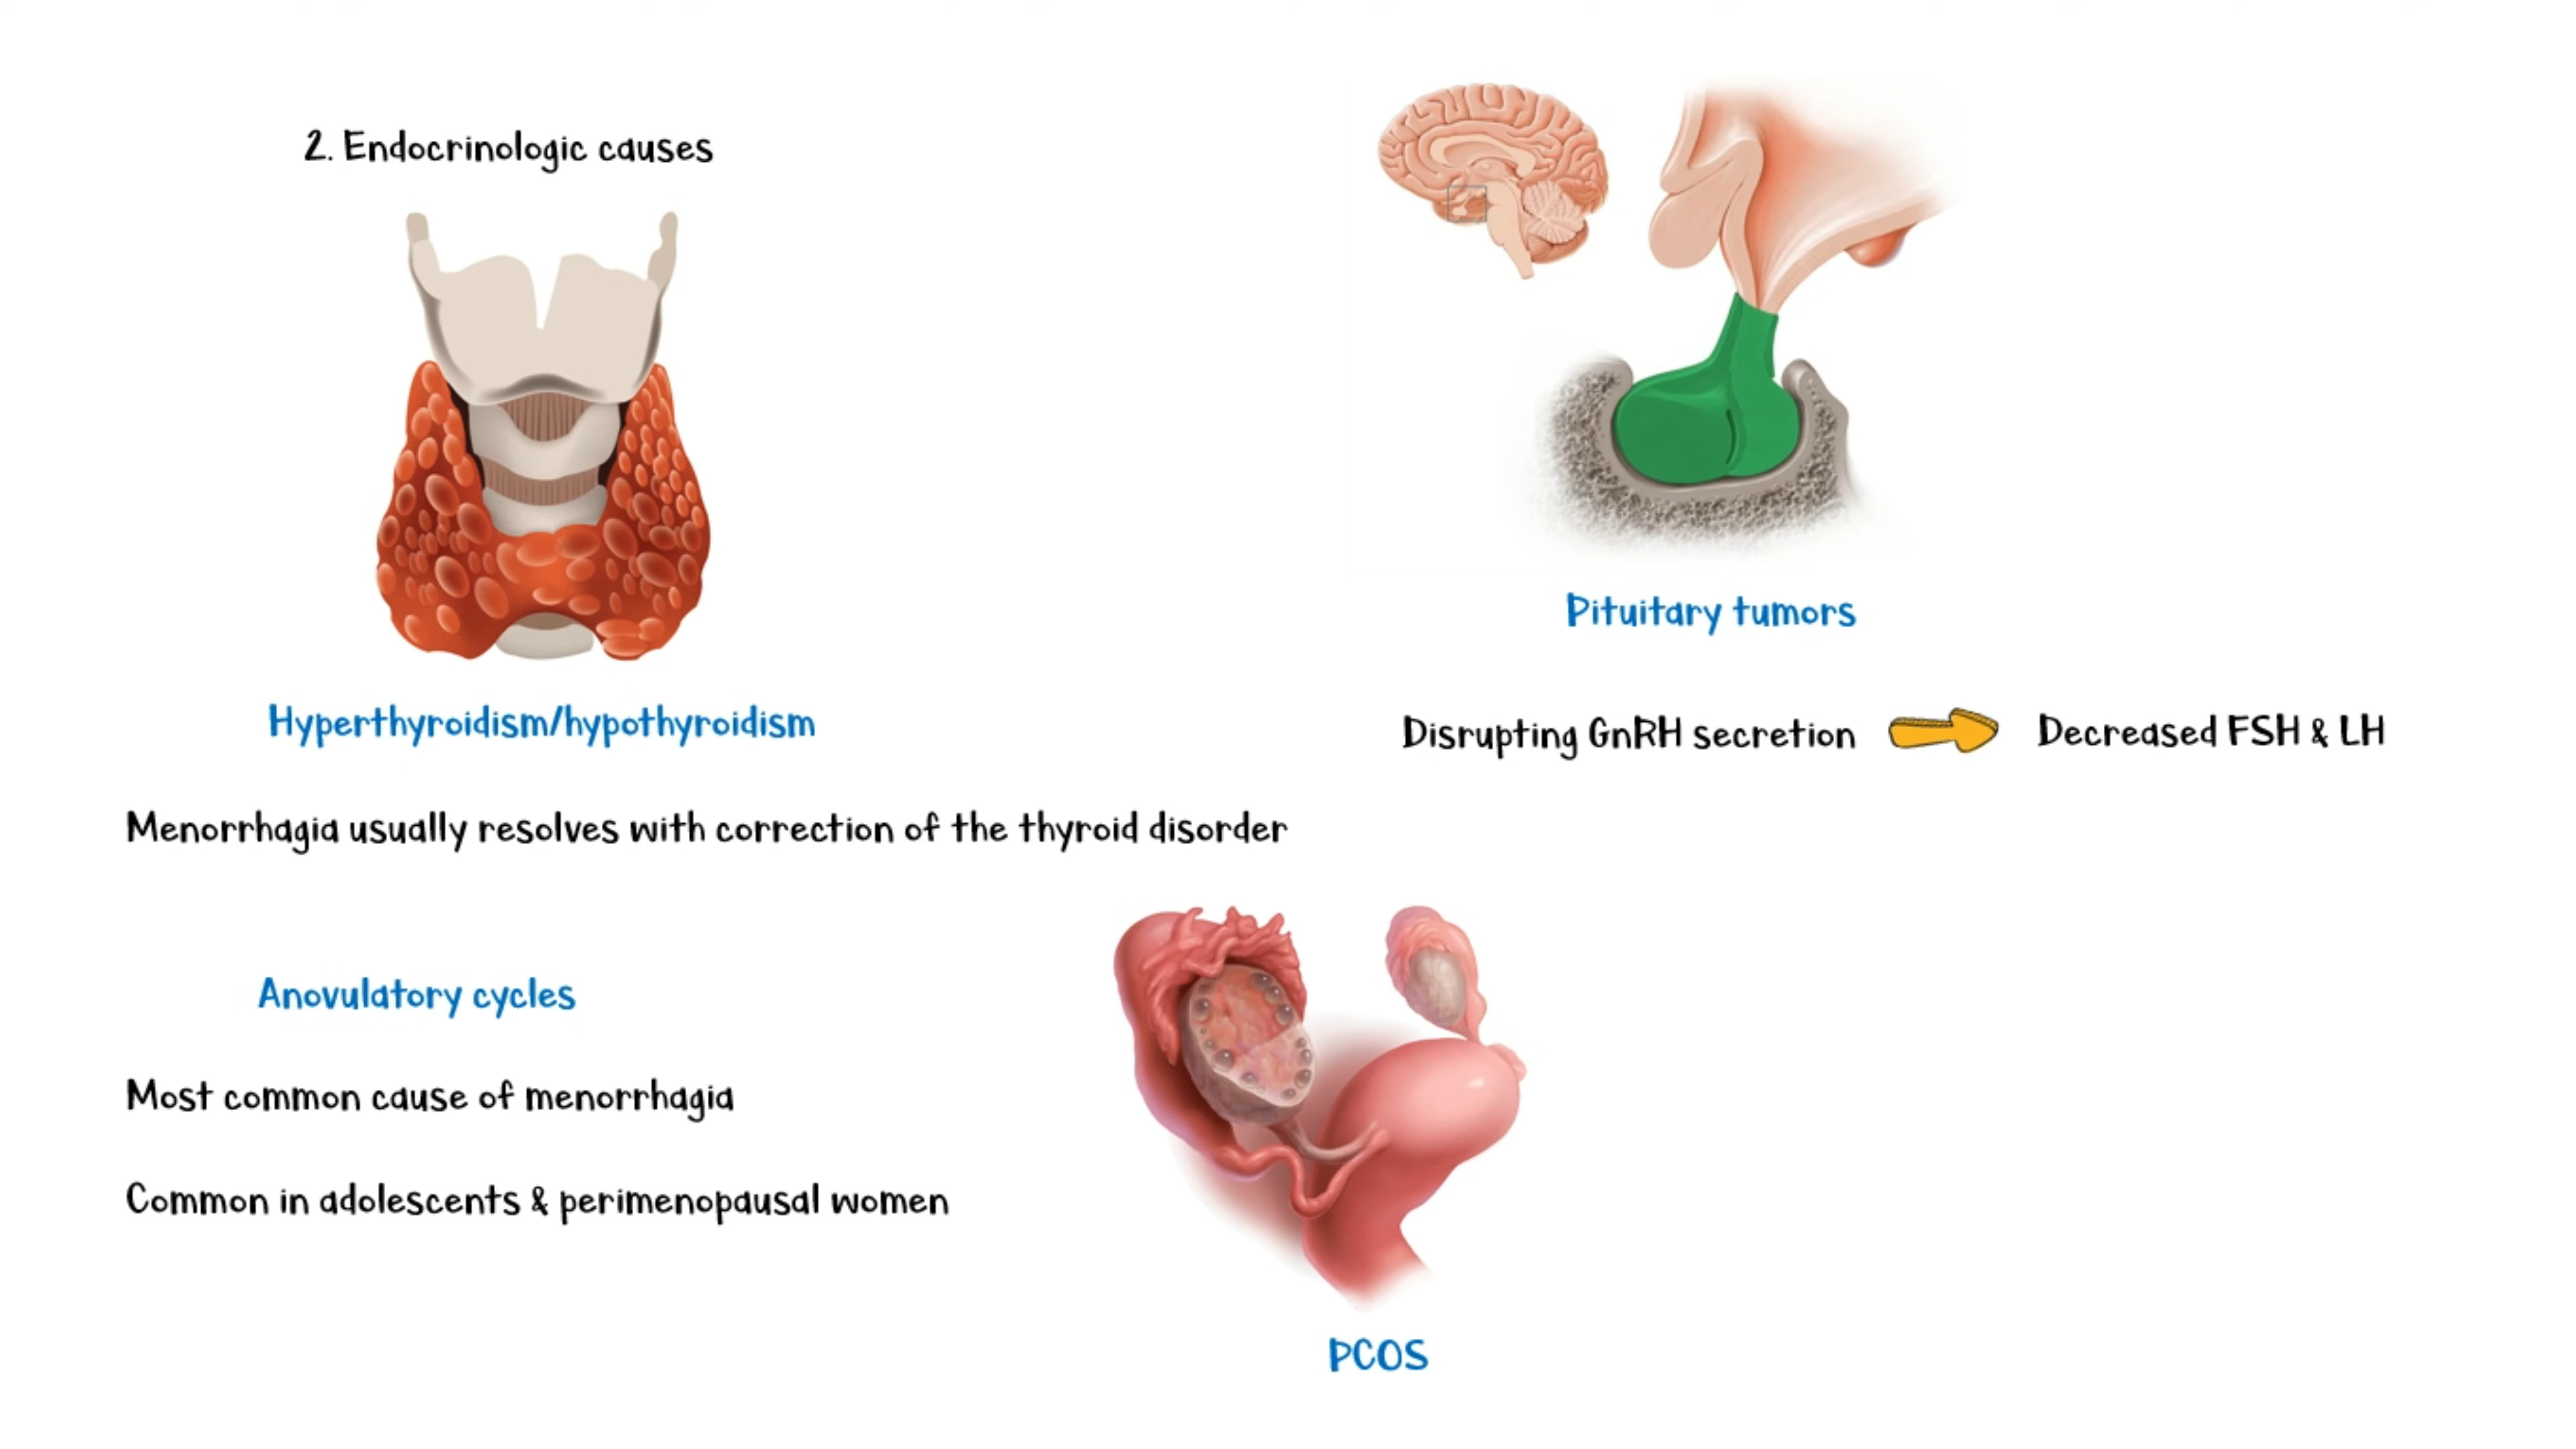 2. Endocrinologic causes
Hyperthyroidism/hypothyroidism
Menorrhagia usually resolves with correction of the thyroid disorder
Pituitary tumors
Disrupting GnRH secretion
Decreased FSH & LH
Anovulatory cycles
Most common cause of menorrhagia
Common in adolescents & perimenopausal women
PCOS